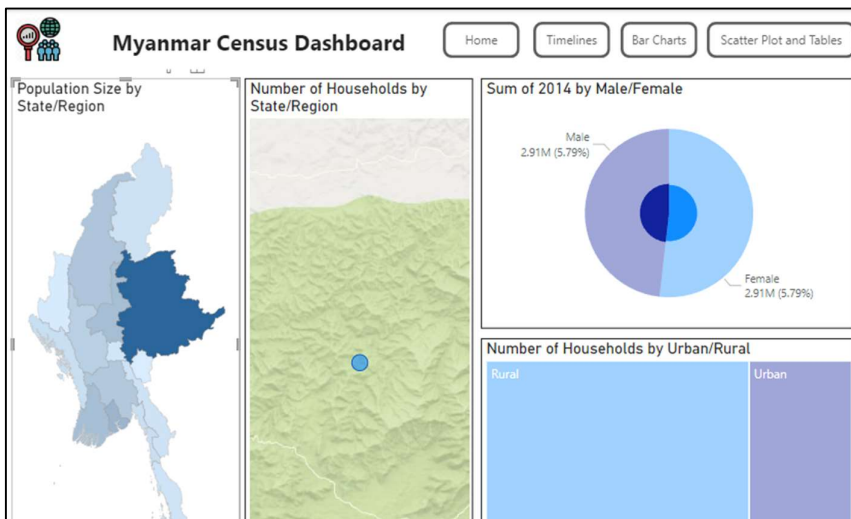 Myanmar Census Dashboard
Home
Timelines
Bar Charts
Scatter Plot and Tables
Population Size by
State/Region
Number of Households by
State/Region
Sum of 2014 by Male/Female
Male
2.91M (5.79%)
Female
2.91M (5.79%)
Number of Households by Urban/Rural
Rural
Urban